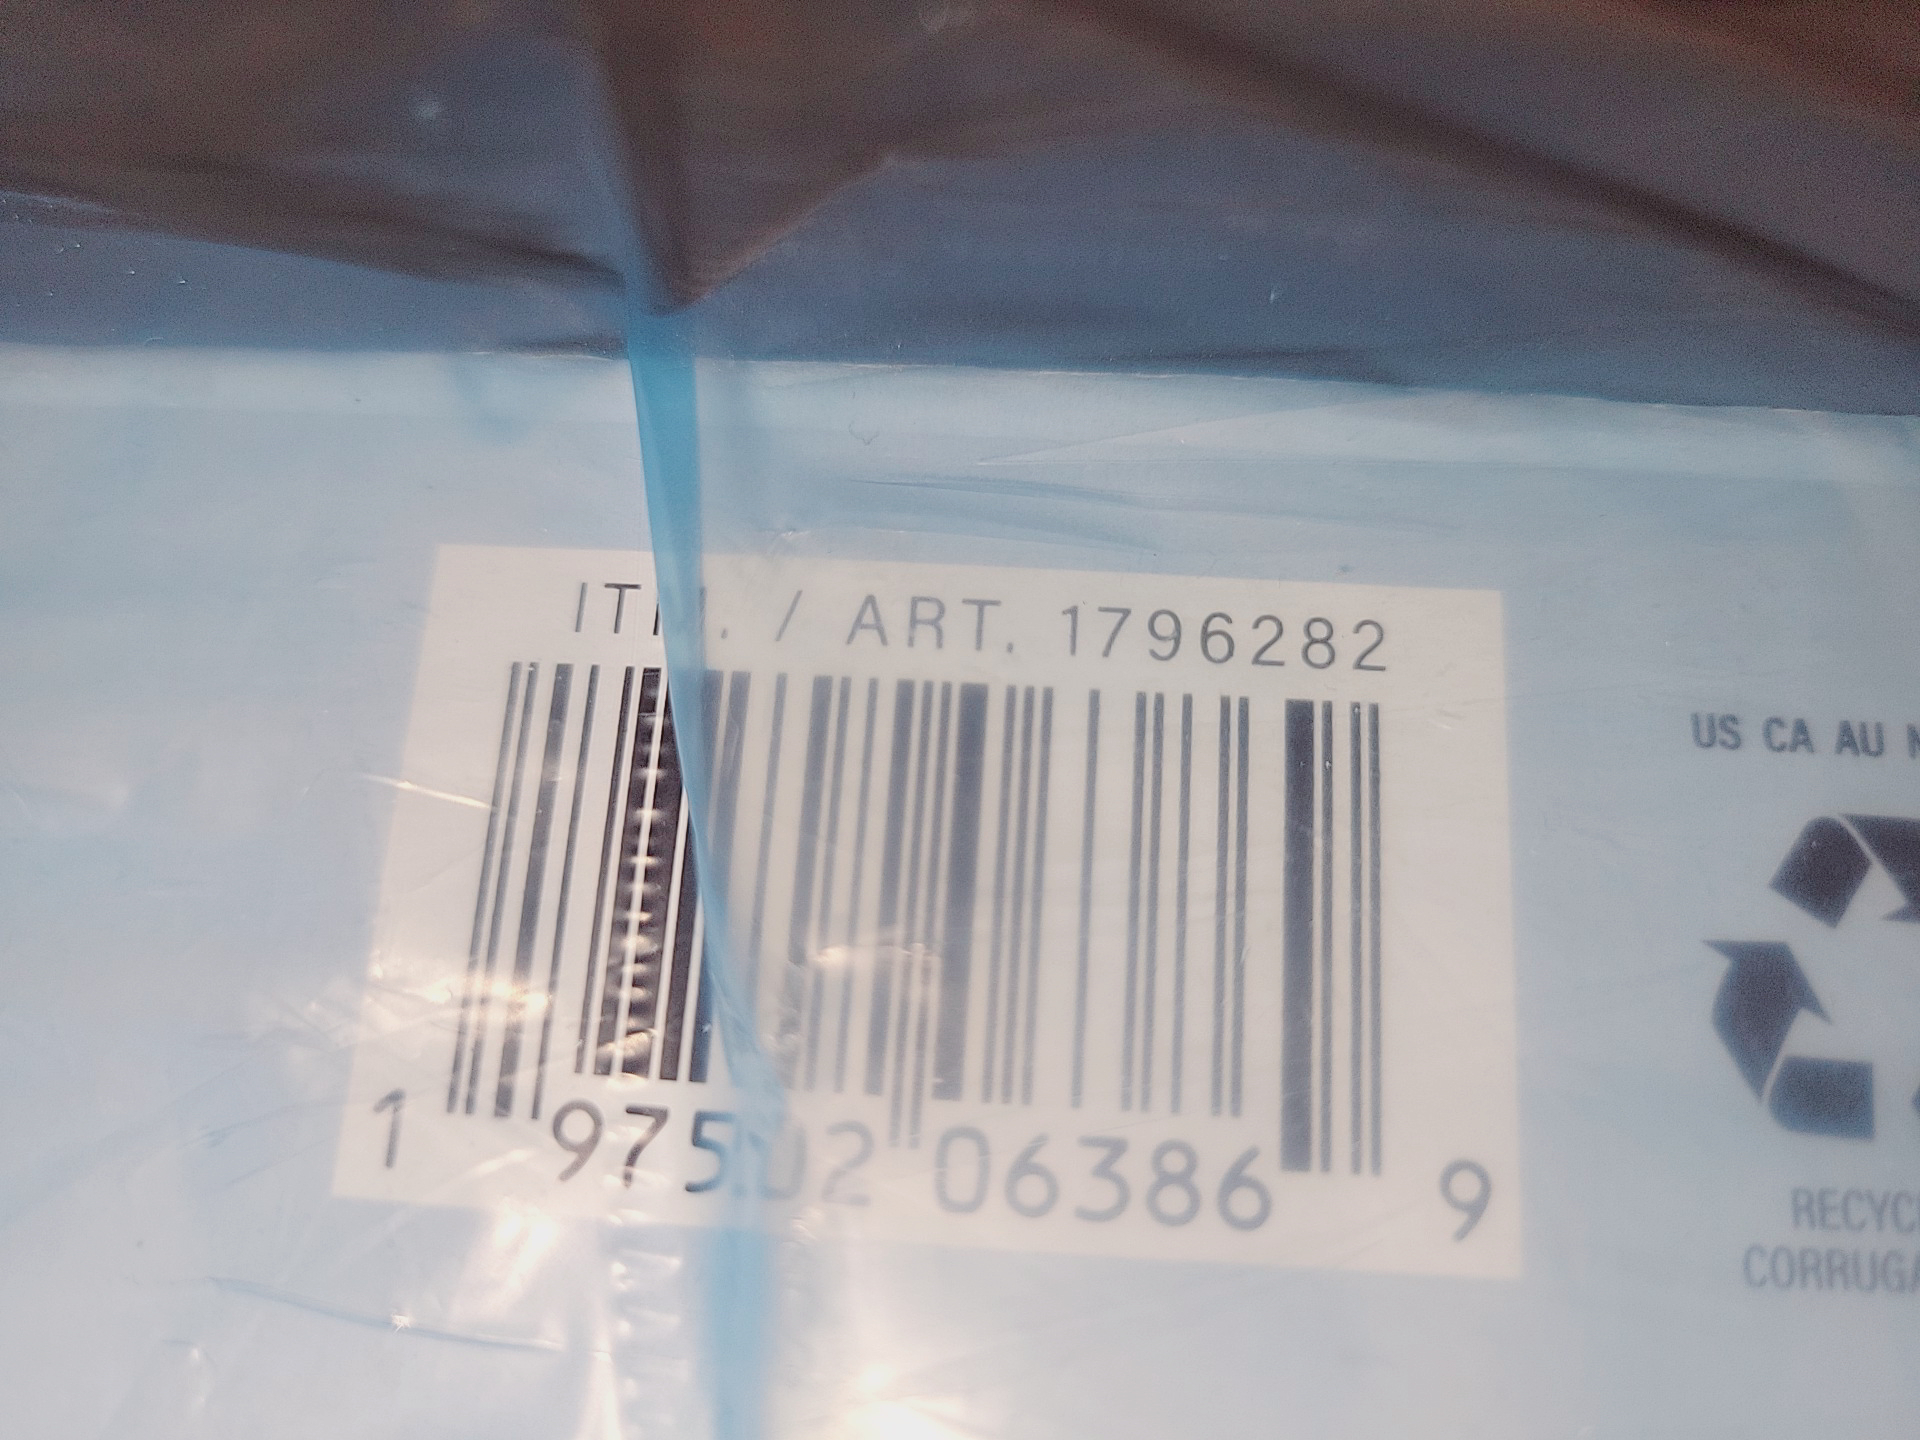 ITM. / ART. 1796282
1 97502 06386 9
US CA AU
RECYC
CORRUGA